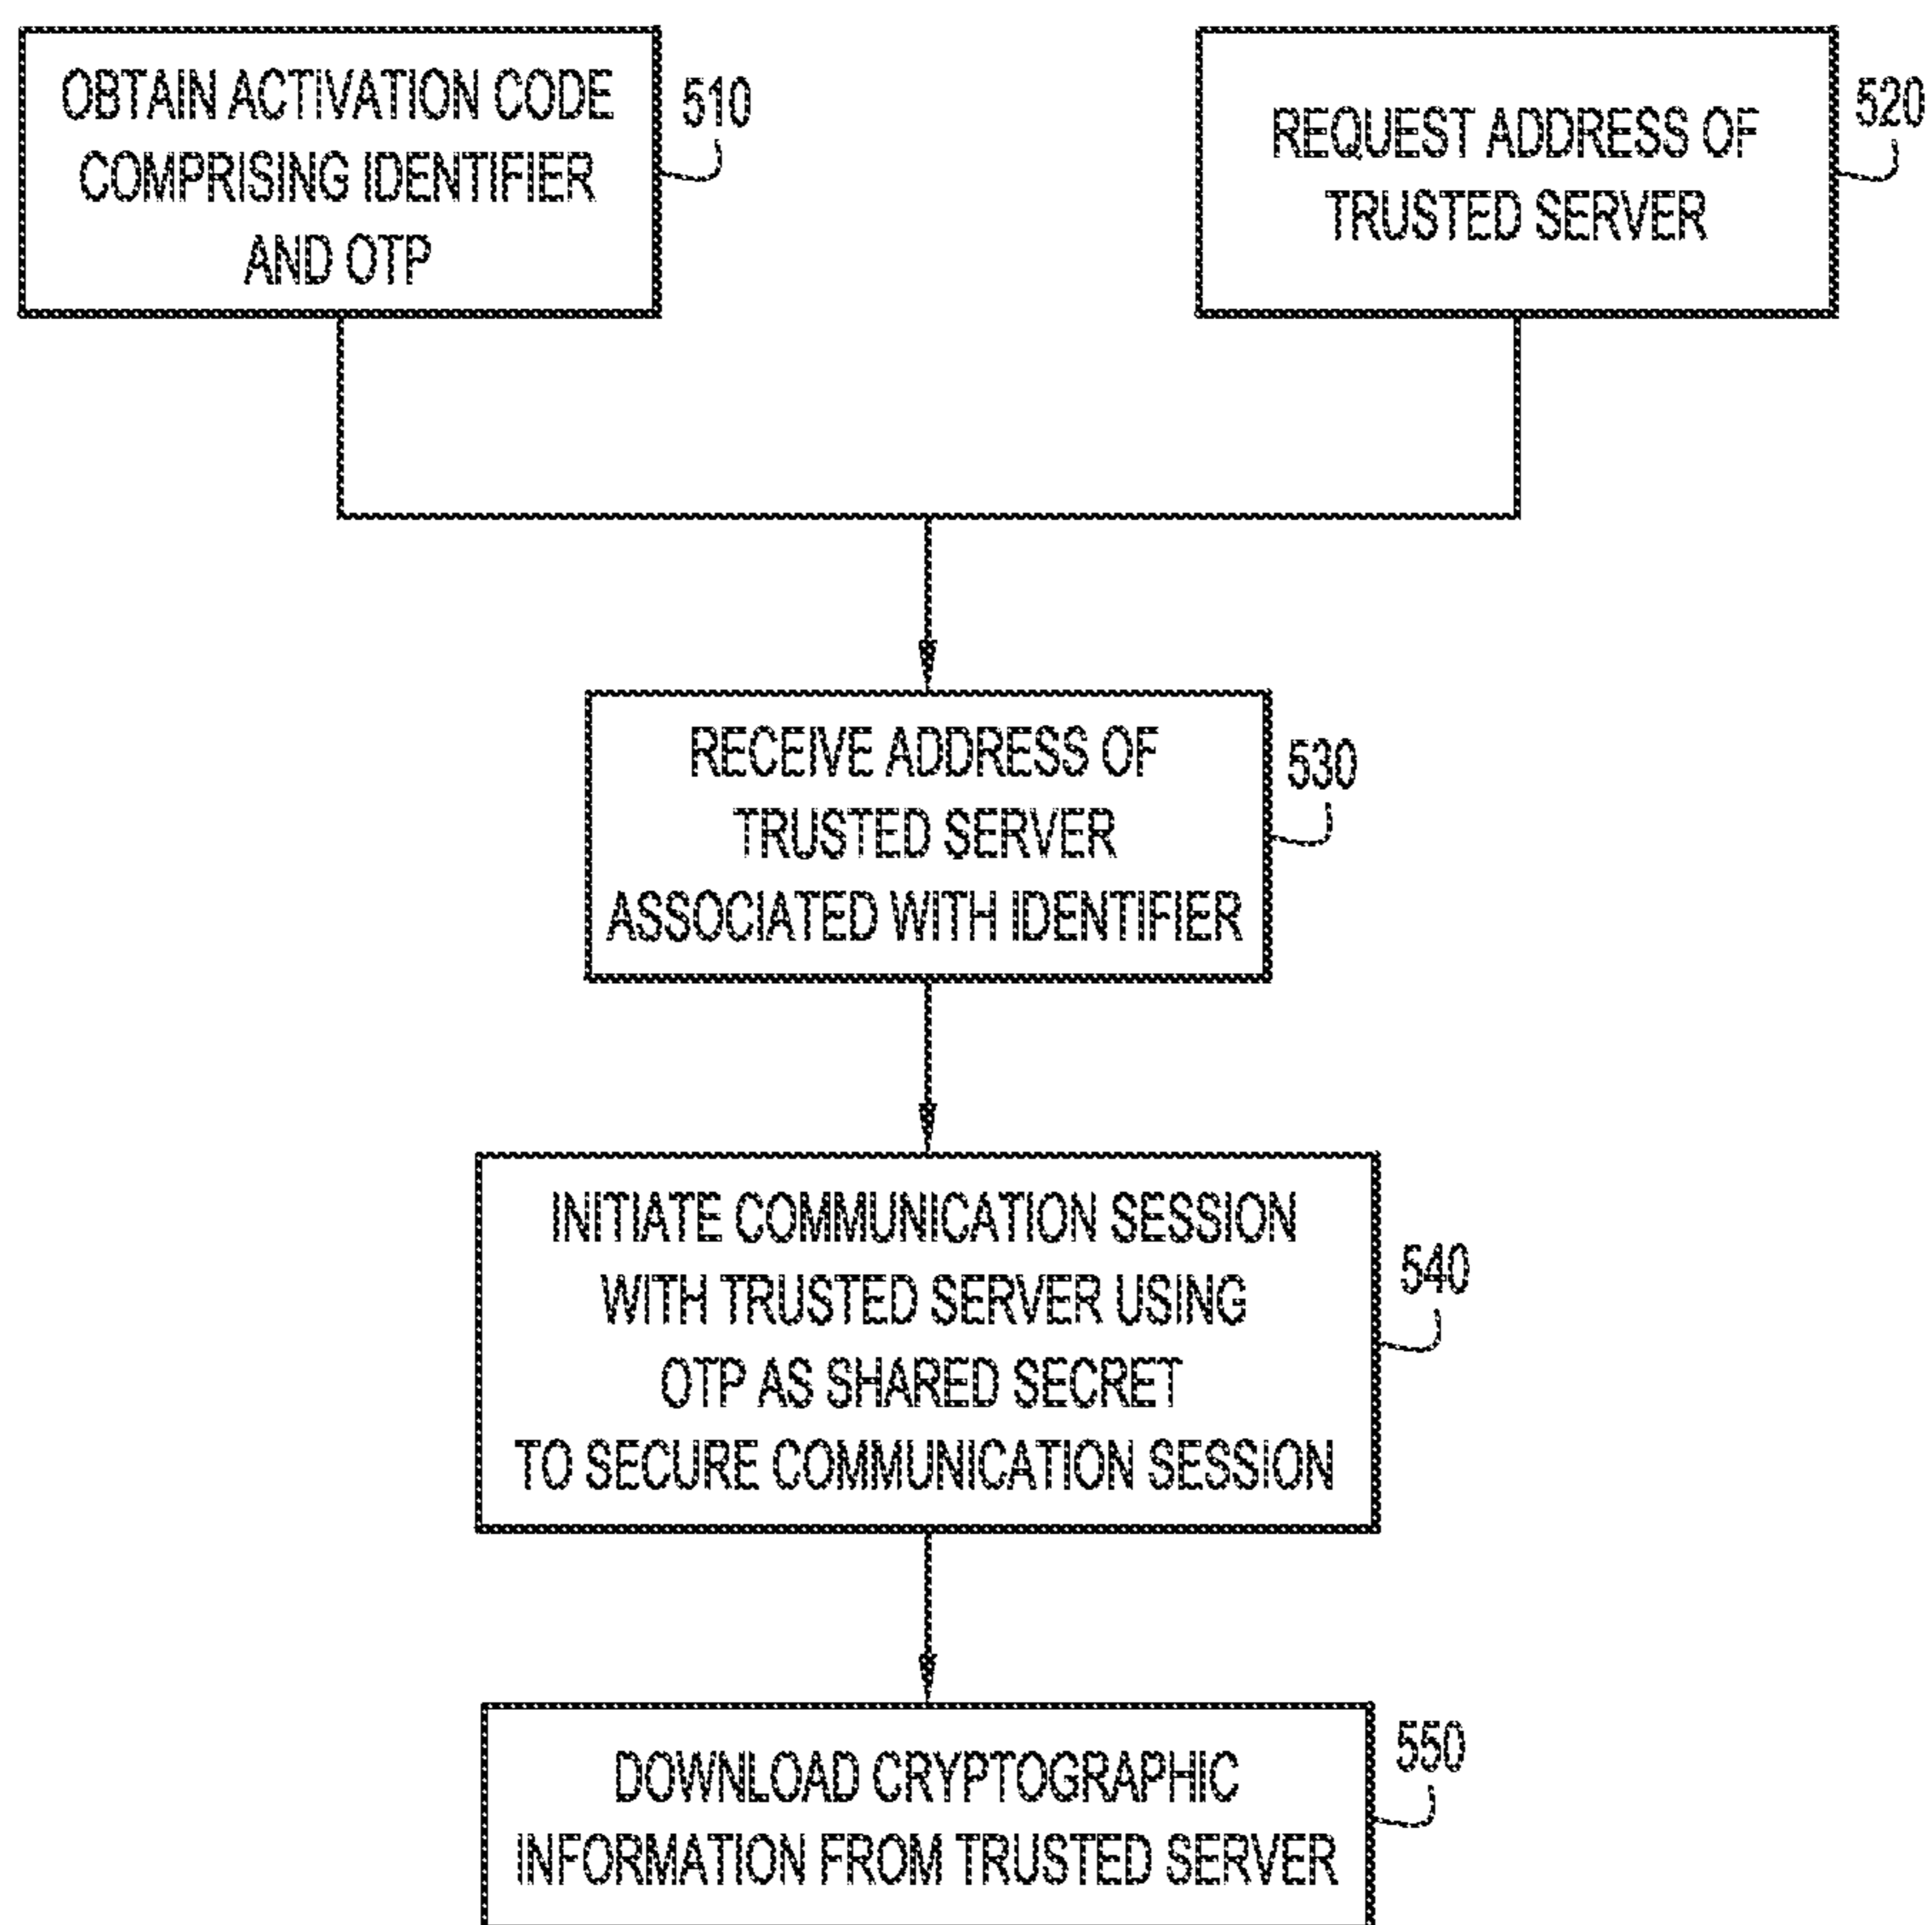 OBTAIN ACTIVATION CODE
COMPRISING IDENTIFIER
AND OTP
510
REQUEST ADDRESS OF
TRUSTED SERVER
520
RECEIVE ADDRESS OF
TRUSTED SERVER
ASSOCIATED WITH IDENTIFIER
530
INITIATE COMMUNICATION SESSION
WITH TRUSTED SERVER USING
OTP AS SHARED SECRET
TO SECURE COMMUNICATION SESSION
540
DOWNLOAD CRYPTOGRAPHIC
INFORMATION FROM TRUSTED SERVER
550